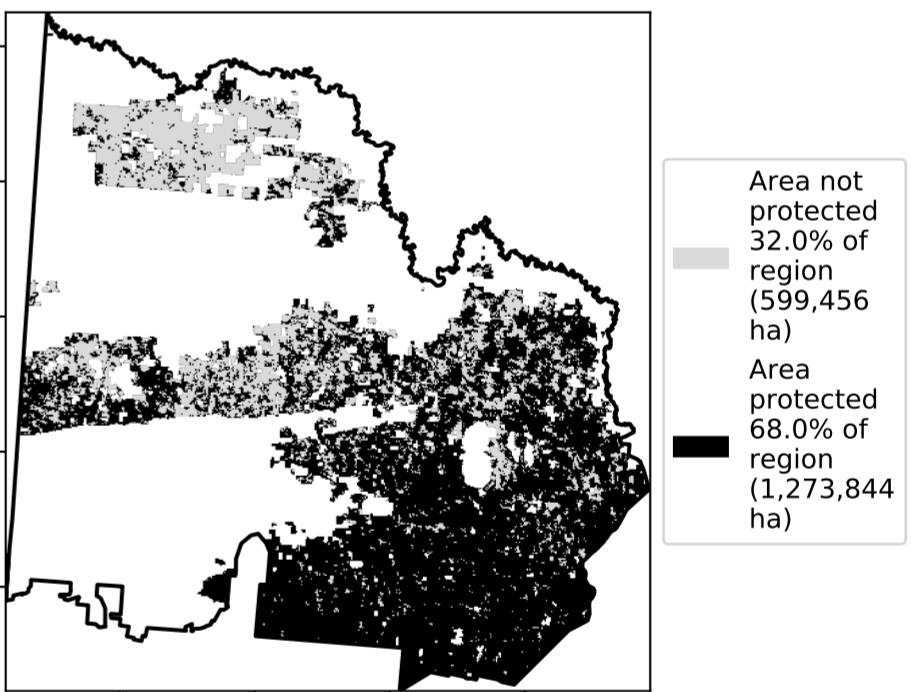 Area not
protected
32.0% of
region
(599,456
ha)
Area
protected
68.0% of
region
(1,273,844
ha)